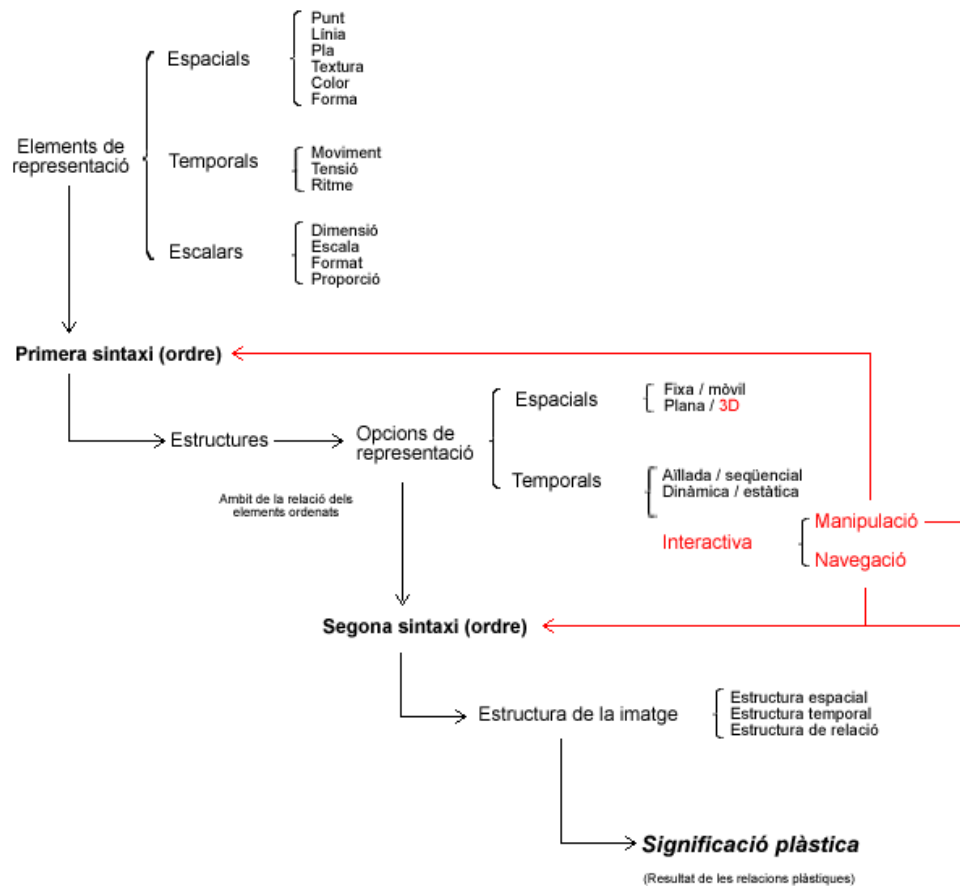 Elements de
representació
Espacials
Punt
Línia
Pla
Textura
Color
Forma
Temporals
Moviment
Tensió
Ritme
Escalars
Dimensió
Escala
Format
Proporció
Primera sintaxi (ordre)
Estructures
Ambit de la relació dels
elements ordenats
Opcions de
representació
Espacials
Fixa / mòvil
Plana / 3D
Temporals
Aïllada / seqüencial
Dinàmica / estàtica
Interactiva
Manipulació
Navegació
Segona sintaxi (ordre)
Estructura de la imatge
Estructura espacial
Estructura temporal
Estructura de relació
Significació plàstica
(Resultat de les relacions plàstiques)